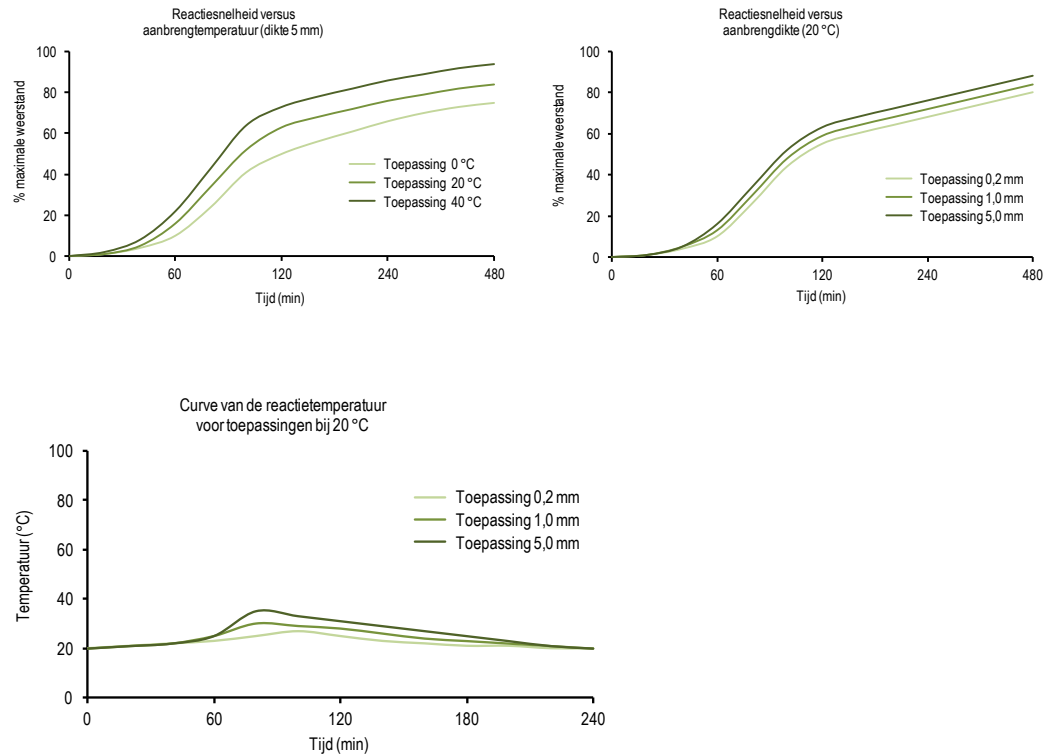 Reactiesnelheid versus
aanbrengtemperatuur (dikte 5 mm)
% maximale weerstand
100
80
60
40
20
0
Toepassing 0 °C
Toepassing 20 °C
Toepassing 40 °C
0 60 120 240 480
Tijd (min)
Reactiesnelheid versus
aanbrengdikte (20 °C)
% maximale weerstand
100
80
60
40
20
0
Toepassing 0,2 mm
Toepassing 1,0 mm
Toepassing 5,0 mm
0 60 120 240 480
Tijd (min)
Curve van de reactietemperatuur
voor toepassingen bij 20 °C
Temperatuur (°C)
100
80
60
40
20
0
Toepassing 0,2 mm
Toepassing 1,0 mm
Toepassing 5,0 mm
0 60 120 180 240
Tijd (min)